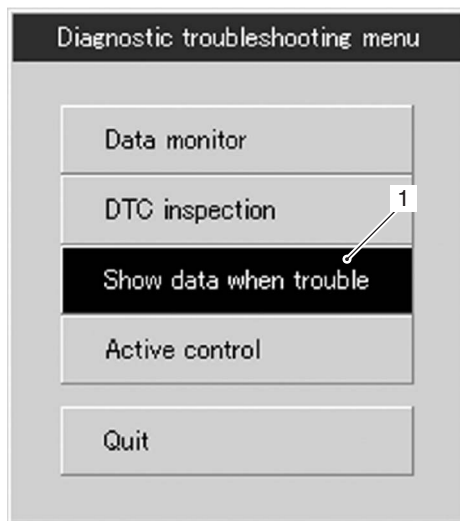 Diagnostic troubleshooting menu
Data monitor
DTC inspection
1
Show data when trouble
Active control
Quit